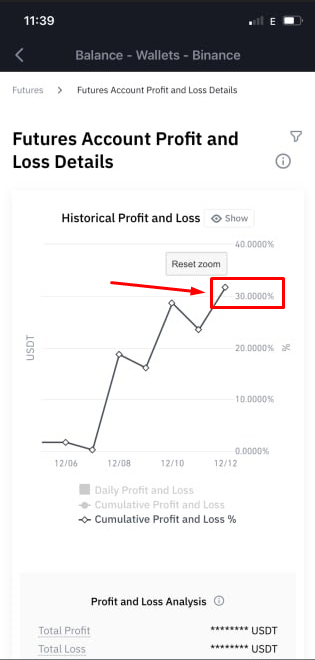 11:39
E
Balance - Wallets - Binance
Futures > Futures Account Profit and Loss Details
Futures Account Profit and
Loss Details
Historical Profit and Loss Show
40.0000%
Reset zoom
30.0000%
20.0000%
10.0000%
0.0000%
USDT
%
12/06 12/08 12/10 12/12
Daily Profit and Loss
Cumulative Profit and Loss
Cumulative Profit and Loss %
Profit and Loss Analysis
Total Profit ******** USDT
Total Loss ******** USDT